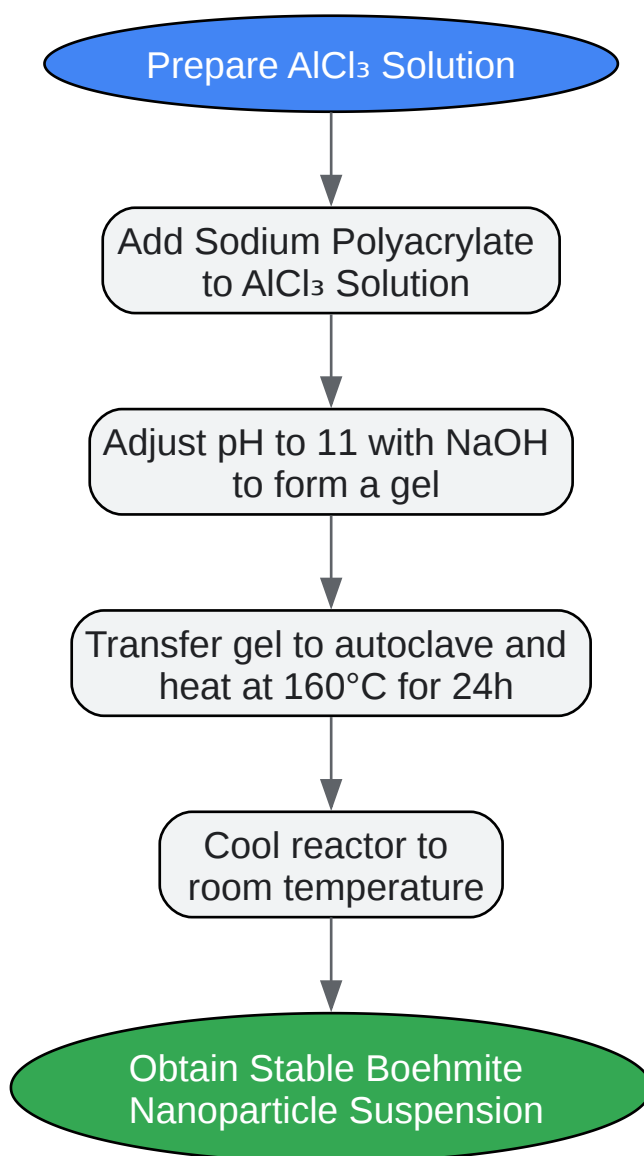 Prepare AlCl₃ Solution
Add Sodium Polyacrylate
to AlCl₃ Solution
Adjust pH to 11 with NaOH
to form a gel
Transfer gel to autoclave and
heat at 160°C for 24h
Cool reactor to
room temperature
Obtain Stable Boehmite
Nanoparticle Suspension